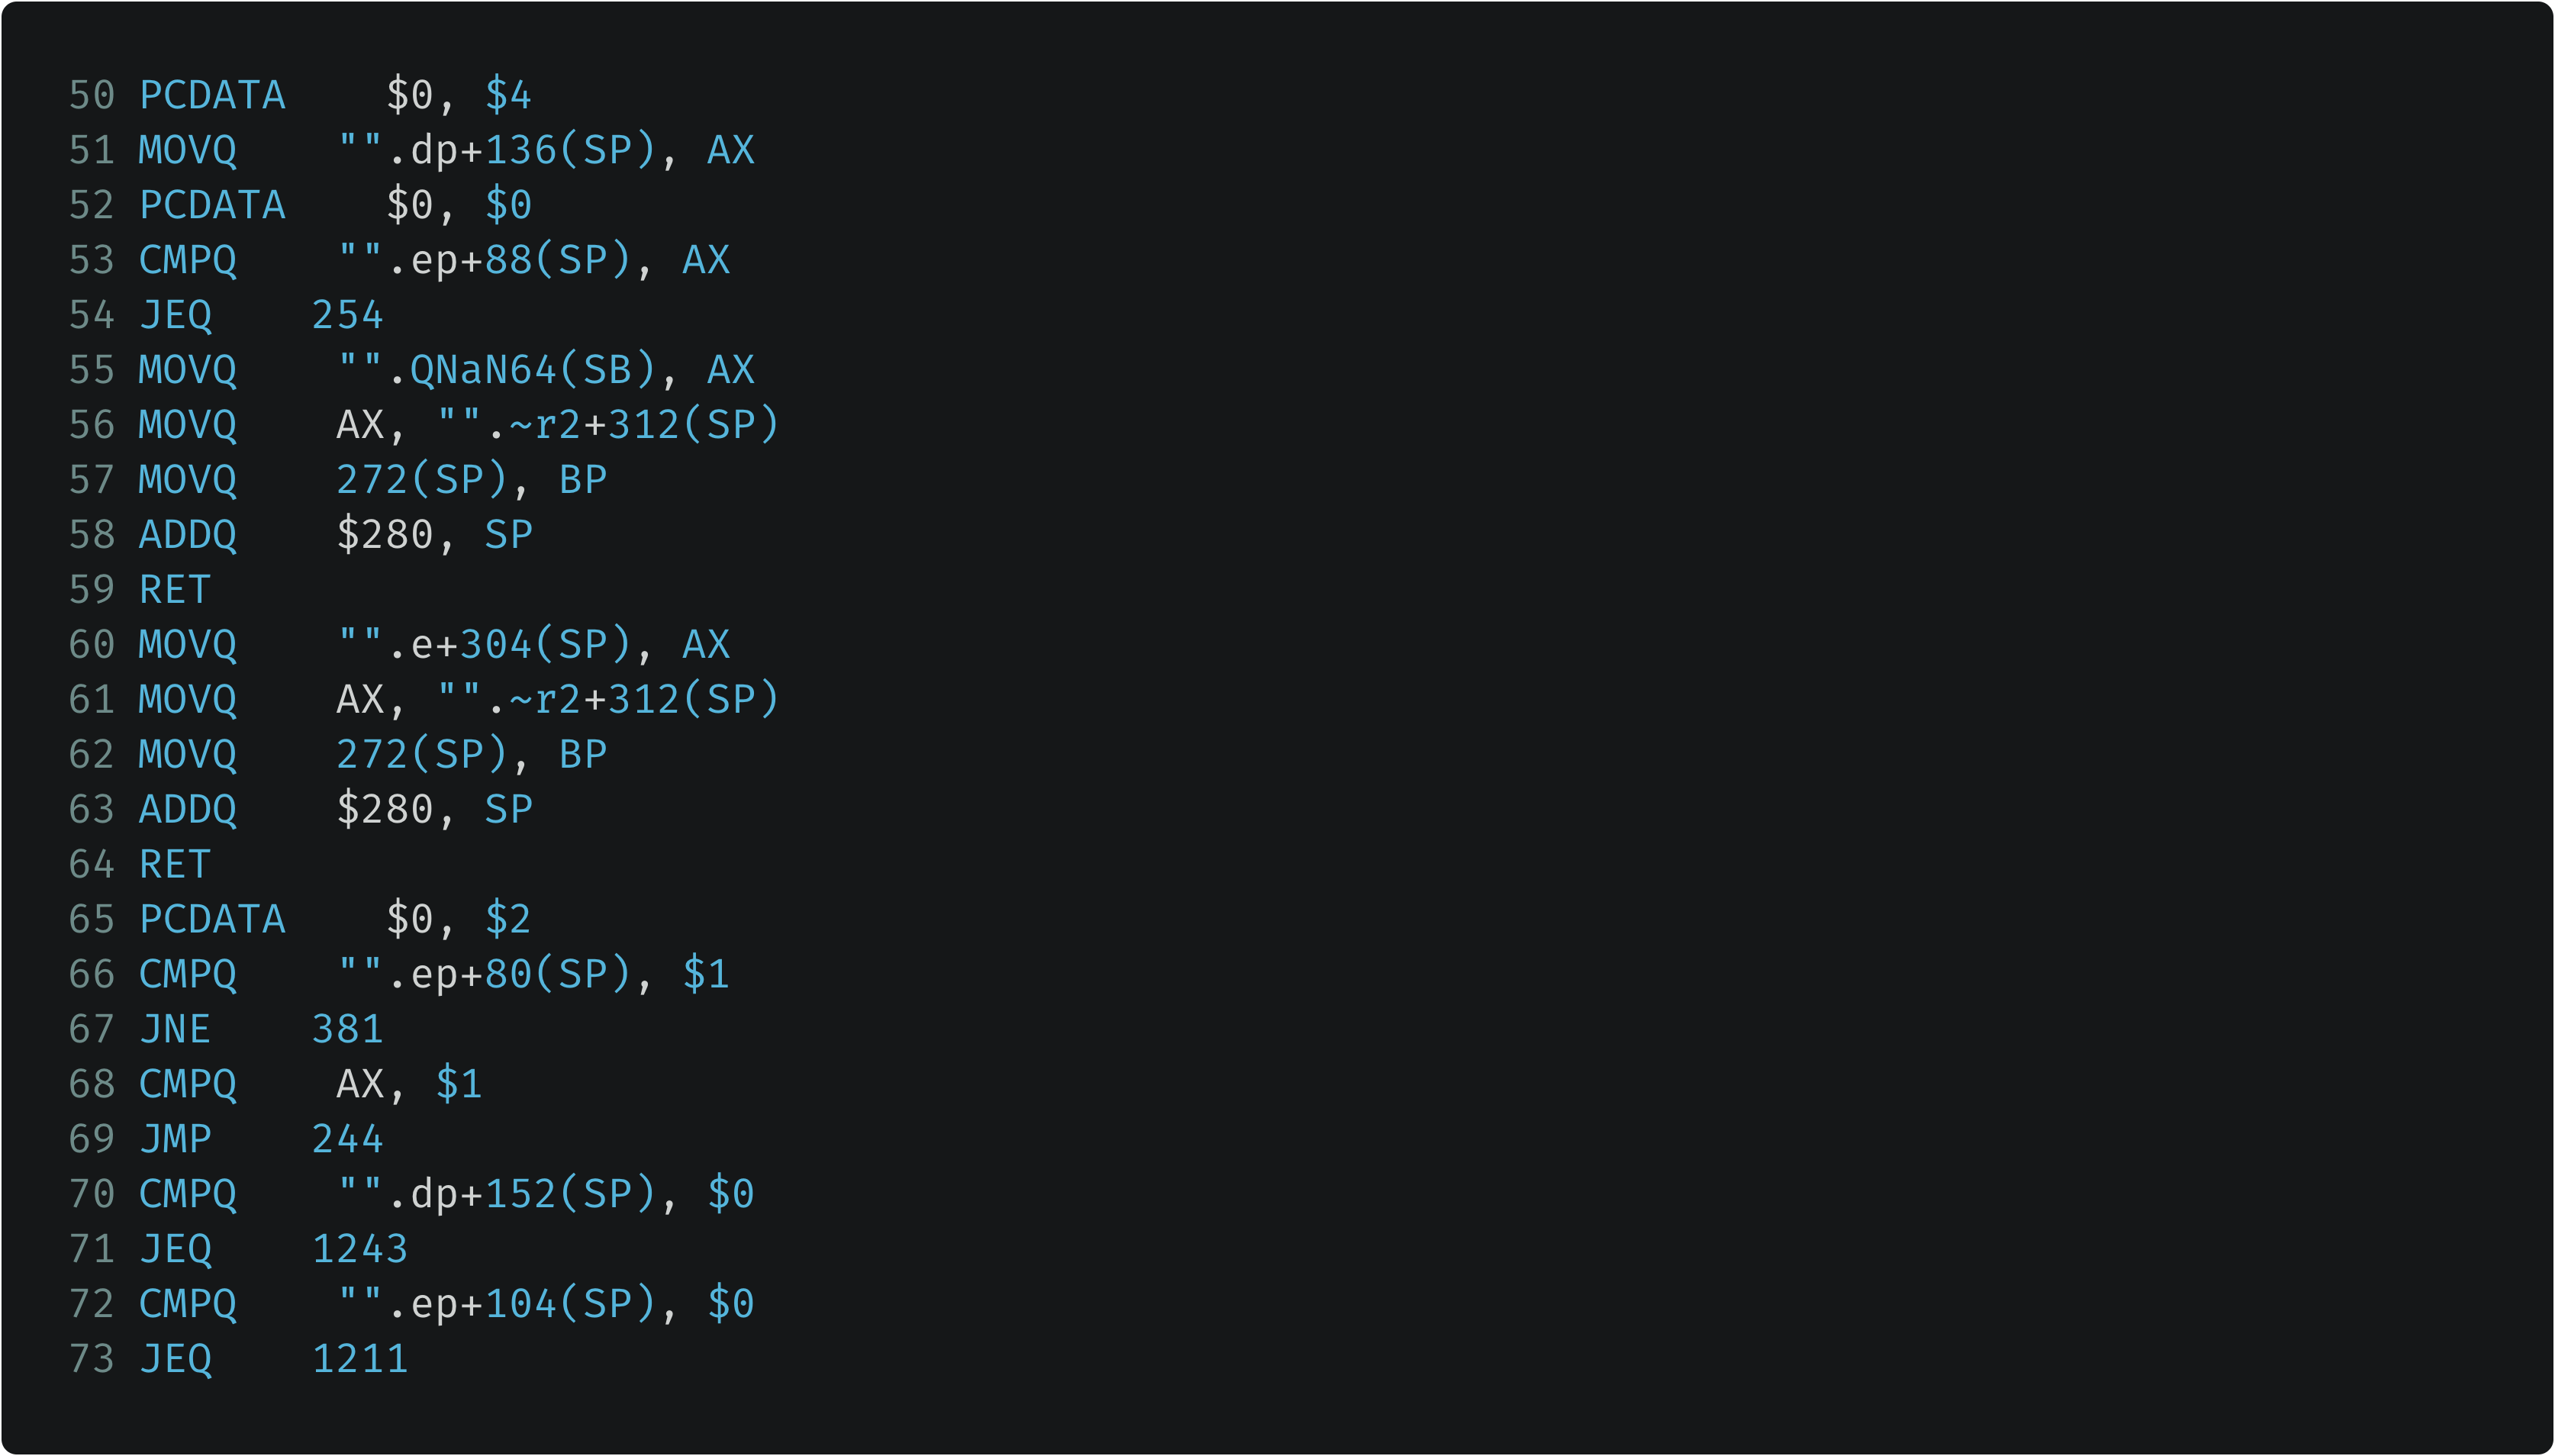 50 PCDATA    $0, $4
51 MOVQ    "".dp+136(SP), AX
52 PCDATA    $0, $0
53 CMPQ    "".ep+88(SP), AX
54 JEQ    254
55 MOVQ    "".QNaN64(SB), AX
56 MOVQ    AX, "".~r2+312(SP)
57 MOVQ    272(SP), BP
58 ADDQ    $280, SP
59 RET
60 MOVQ    "".e+304(SP), AX
61 MOVQ    AX, "".~r2+312(SP)
62 MOVQ    272(SP), BP
63 ADDQ    $280, SP
64 RET
65 PCDATA    $0, $2
66 CMPQ    "".ep+80(SP), $1
67 JNE    381
68 CMPQ    AX, $1
69 JMP    244
70 CMPQ    "".dp+152(SP), $0
71 JEQ    1243
72 CMPQ    "".ep+104(SP), $0
73 JEQ    1211